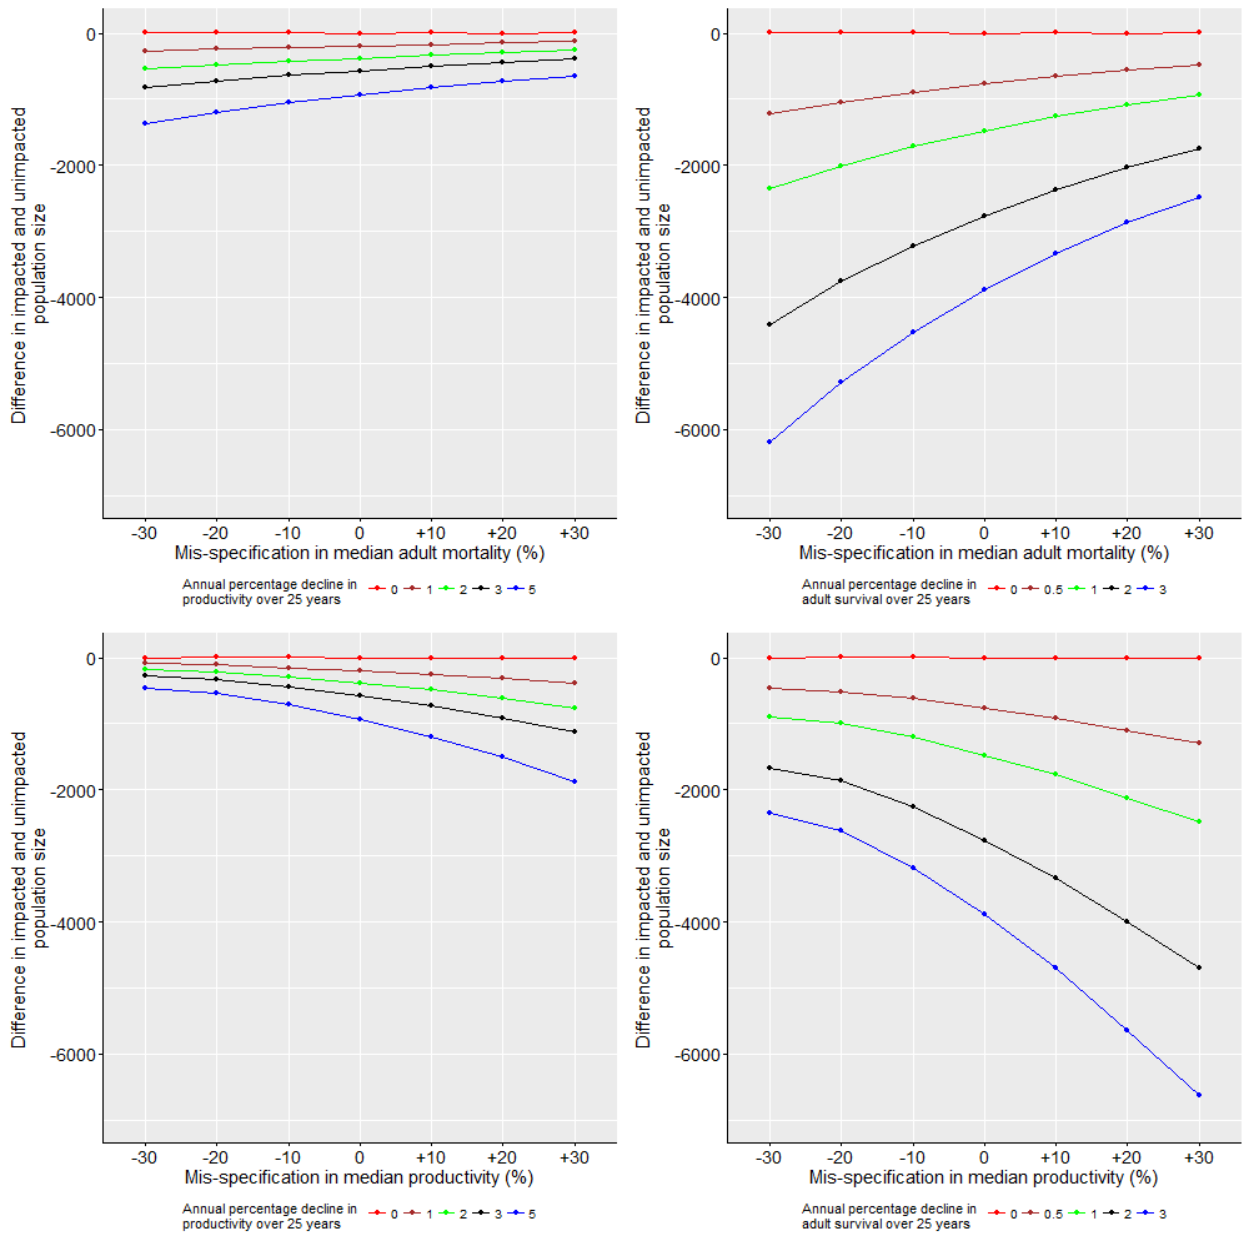 Difference in impacted and unimpacted
population size
0
-2000
-4000
-6000
-30 -20 -10 0 +10 +20 +30
Mis-specification in median adult mortality (%)
Annual percentage decline in
productivity over 25 years
0 1 2 3 5
Difference in impacted and unimpacted
population size
0
-2000
-4000
-6000
-30 -20 -10 0 +10 +20 +30
Mis-specification in median adult mortality (%)
Annual percentage decline in
adult survival over 25 years
0 0.5 1 2 3
Difference in impacted and unimpacted
population size
0
-2000
-4000
-6000
-30 -20 -10 0 +10 +20 +30
Mis-specification in median productivity (%)
Annual percentage decline in
productivity over 25 years
0 1 2 3 5
Difference in impacted and unimpacted
population size
0
-2000
-4000
-6000
-30 -20 -10 0 +10 +20 +30
Mis-specification in median productivity (%)
Annual percentage decline in
adult survival over 25 years
0 0.5 1 2 3